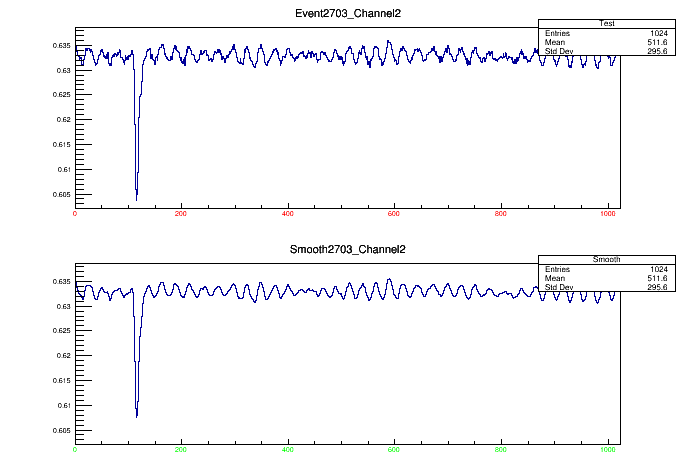 Event2703_Channel2
Test
Entries 1024
Mean 511.6
Std Dev 295.6
0.635
0.63
0.625
0.62
0.615
0.61
0.605
0 200 400 600 800 1000
Smooth2703_Channel2
Smooth
Entries 1024
Mean 511.6
Std Dev 295.6
0.635
0.63
0.625
0.62
0.615
0.61
0.605
0 200 400 600 800 1000